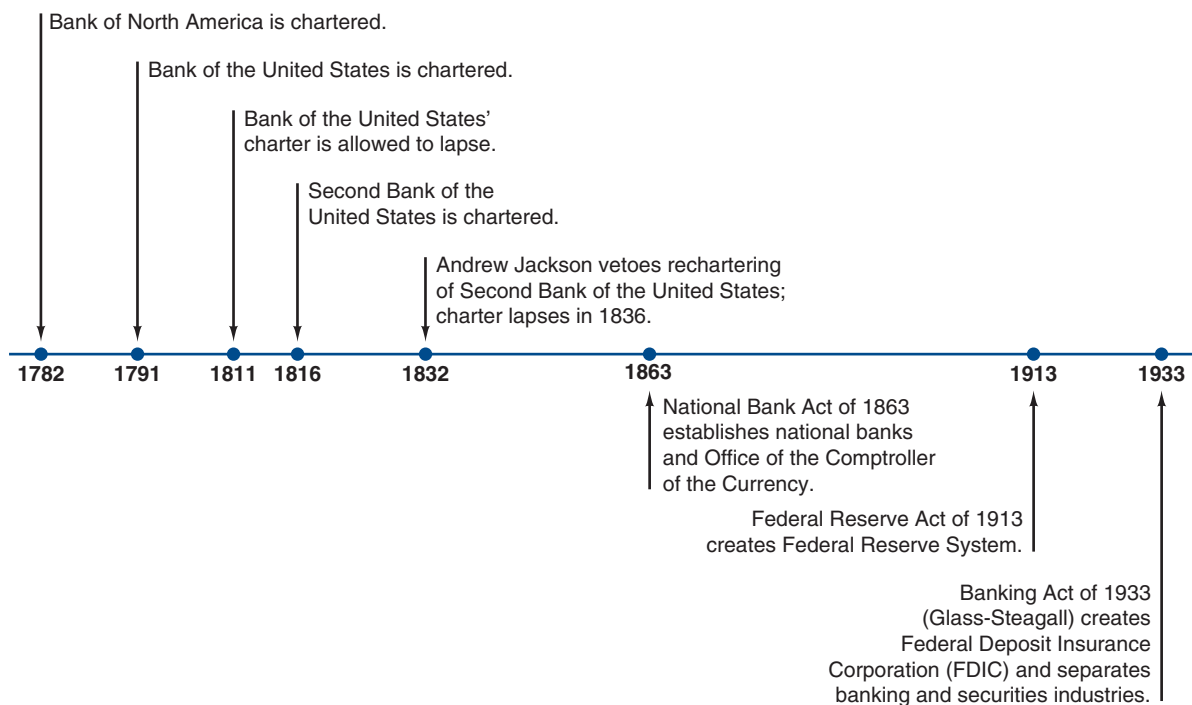 Bank of North America is chartered.
Bank of the United States is chartered.
Bank of the United States’
charter is allowed to lapse.
Second Bank of the
United States is chartered.
Andrew Jackson vetoes rechartering
of Second Bank of the United States;
charter lapses in 1836.
1782 1791 1811 1816 1832 1863 1913 1933
National Bank Act of 1863
establishes national banks
and Office of the Comptroller
of the Currency.
Federal Reserve Act of 1913
creates Federal Reserve System.
Banking Act of 1933
(Glass-Steagall) creates
Federal Deposit Insurance
Corporation (FDIC) and separates
banking and securities industries.